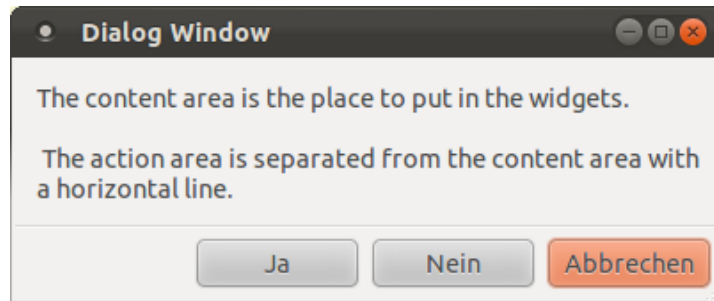 Dialog Window
The content area is the place to put in the widgets.
The action area is separated from the content area with
a horizontal line.
Ja Nein Abbrechen